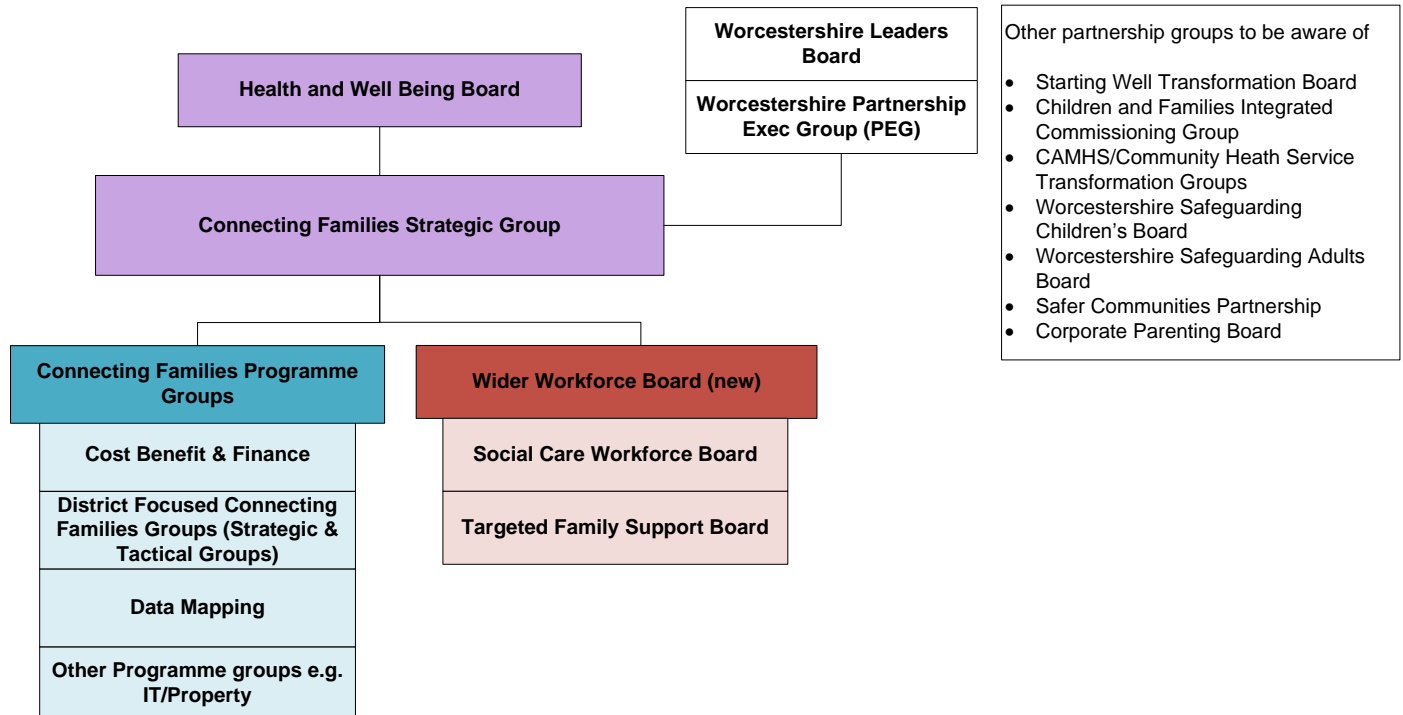 Health and Well Being Board
Worcestershire Leaders
Board
Worcestershire Partnership
Exec Group (PEG)
Connecting Families Strategic Group
Connecting Families Programme
Groups
Cost Benefit & Finance
District Focused Connecting
Families Groups (Strategic &
Tactical Groups)
Data Mapping
Other Programme groups e.g.
IT/Property
Wider Workforce Board (new)
Social Care Workforce Board
Targeted Family Support Board
Other partnership groups to be aware of
• Starting Well Transformation Board
• Children and Families Integrated
Commissioning Group
• CAMHS/Community Heath Service
Transformation Groups
• Worcestershire Safeguarding
Children’s Board
• Worcestershire Safeguarding Adults
Board
• Safer Communities Partnership
• Corporate Parenting Board